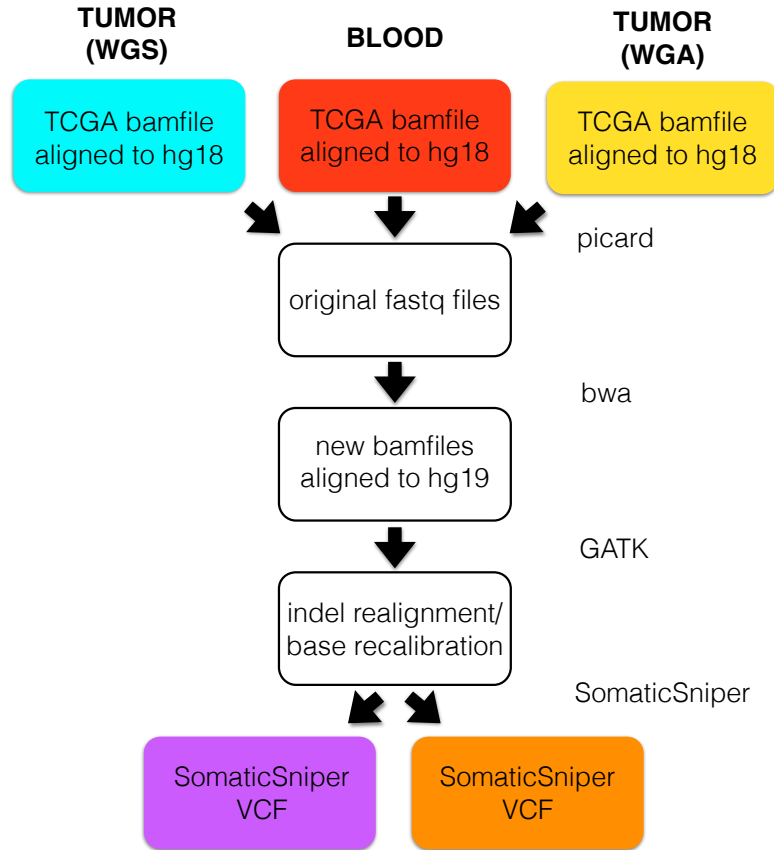 TUMOR
(WGS)
BLOOD
TUMOR
(WGA)
TCGA bamfile
aligned to hg18
TCGA bamfile
aligned to hg18
TCGA bamfile
aligned to hg18
picard
original fastq files
bwa
new bamfiles
aligned to hg19
GATK
indel realignment/
base recalibration
SomaticSniper
SomaticSniper
VCF
SomaticSniper
VCF